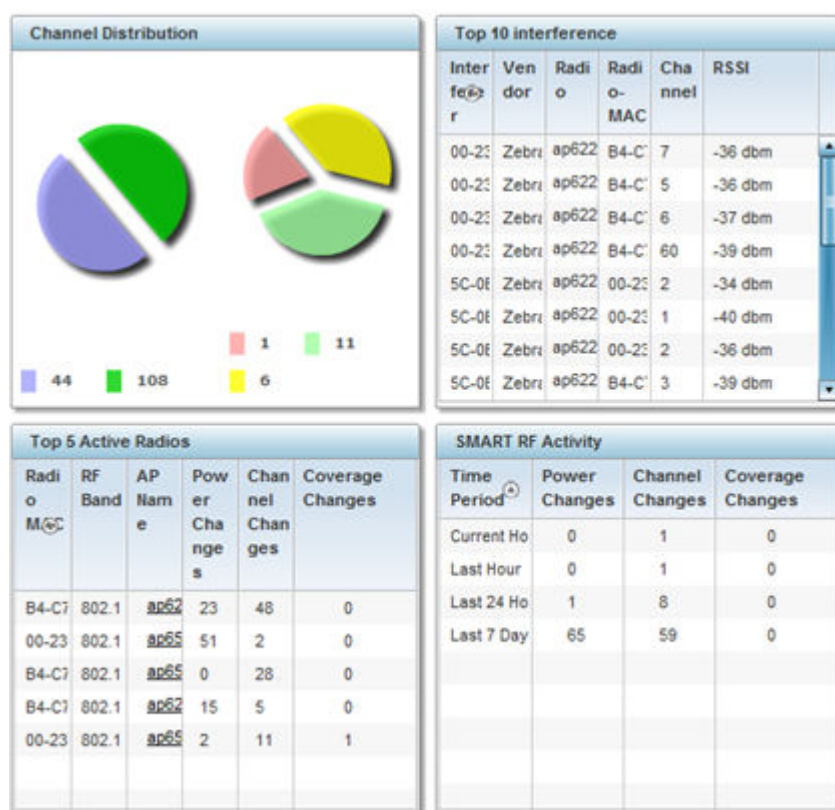 Channel Distribution
1 11
44 108 6
Top 10 interference
Inter Ven Radi Radi Cha RSSI
fe r dor o o- nnel
r MAC
00-23 Zebra ap622 B4-C7 7 -36 dbm
00-23 Zebra ap622 B4-C7 5 -36 dbm
00-23 Zebra ap622 B4-C7 6 -37 dbm
00-23 Zebra ap622 B4-C7 60 -39 dbm
5C-0E Zebra ap622 00-23 2 -34 dbm
5C-0E Zebra ap622 00-23 1 -40 dbm
5C-0E Zebra ap622 00-23 2 -36 dbm
5C-0E Zebra ap622 B4-C7 3 -39 dbm
Top 5 Active Radios
Radi RF AP Pow Chan Coverage
o Band Nam er nel Changes
M C e Cha Chan
nge ges
s
B4-C7 802.1 ap62 23 48 0
00-23 802.1 ap65 51 2 0
B4-C7 802.1 ap65 0 28 0
B4-C7 802.1 ap62 15 5 0
00-23 802.1 ap65 2 11 1
SMART RF Activity
Time Power Channel Coverage
Period Changes Changes Changes
Current Ho 0 1 0
Last Hour 0 1 0
Last 24 Ho 1 8 0
Last 7 Day 65 59 0